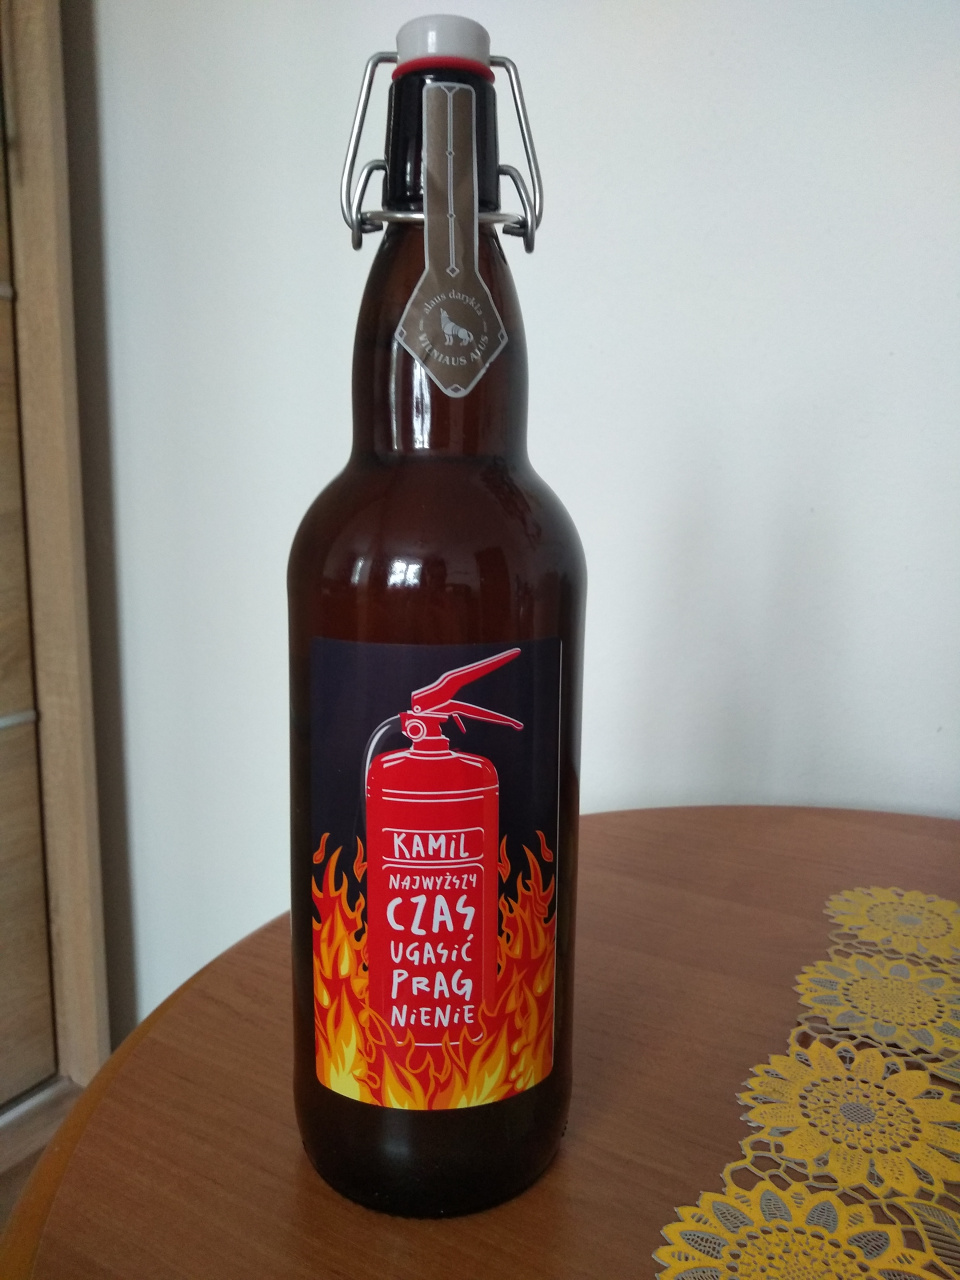 alaus darykla
VILNIAUS ALUS
KAMiL
NAJWYŻSZY
CZAS
UGASiĆ
PRAG
NiENiE